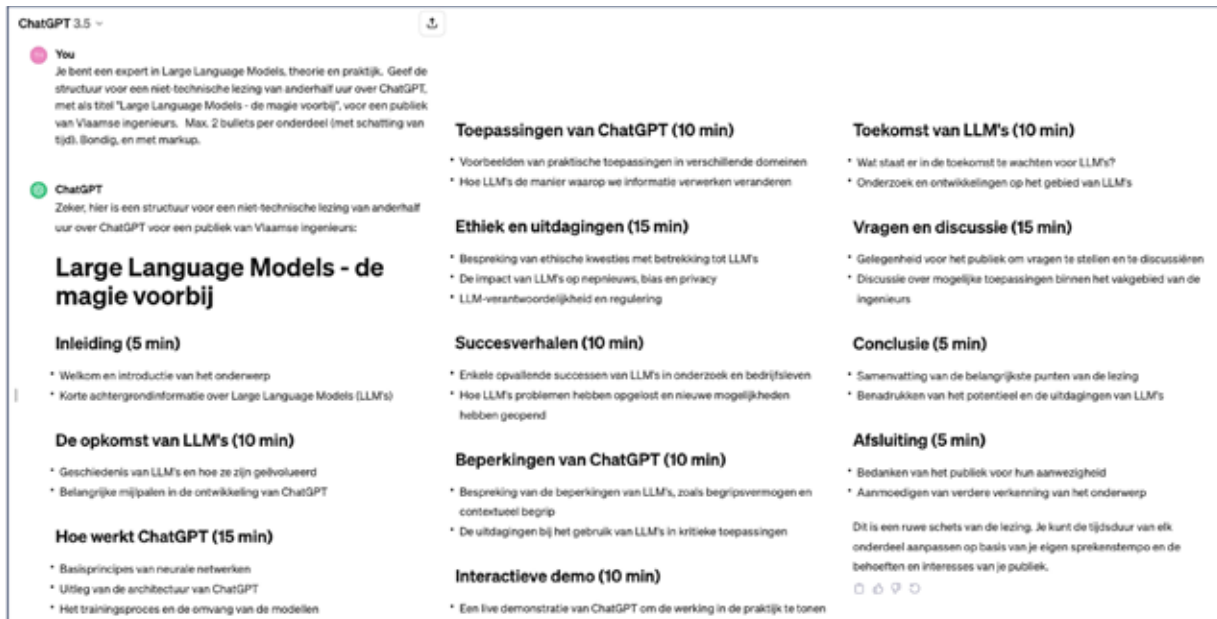 ChatGPT 3.5
You
Je bent een expert in Large Language Models, theorie en praktijk. Geef de
structuur voor een niet-technische lezing van anderhalf uur over ChatGPT,
met als titel "Large Language Models - de magie voorbij", voor een publiek
van Vlaamse ingenieurs. Max. 2 bullets per onderdeel (met schatting van
tijd). Bondig, en met markup.
ChatGPT
Zeker, hier is een structuur voor een niet-technische lezing van anderhalf
uur over ChatGPT voor een publiek van Vlaamse ingenieurs:
Large Language Models - de
magie voorbij
Inleiding (5 min)
• Welkom en introductie van het onderwerp
• Korte achtergrondinformatie over Large Language Models (LLM's)
De opkomst van LLM's (10 min)
• Geschiedenis van LLM's en hoe ze zijn geëvolueerd
• Belangrijke mijlpalen in de ontwikkeling van ChatGPT
Hoe werkt ChatGPT (15 min)
• Basisprincipes van neurale netwerken
• Uitleg van de architectuur van ChatGPT
• Het trainingsproces en de omvang van de modellen
Toepassingen van ChatGPT (10 min)
• Voorbeelden van praktische toepassingen in verschillende domeinen
• Hoe LLM's de manier waarop we informatie verwerken veranderen
Ethiek en uitdagingen (15 min)
• Bespreking van ethische kwesties met betrekking tot LLM's
• De impact van LLM's op nepnieuws, bias en privacy
• LLM-verantwoordelijkheid en regulering
Succesverhalen (10 min)
• Enkele opvallende successen van LLM's in onderzoek en bedrijfsleven
• Hoe LLM's problemen hebben opgelost en nieuwe mogelijkheden
hebben geopend
Beperkingen van ChatGPT (10 min)
• Bespreking van de beperkingen van LLM's, zoals begripsvermogen en
contextueel begrip
• De uitdagingen bij het gebruik van LLM's in kritieke toepassingen
Interactieve demo (10 min)
• Een live demonstratie van ChatGPT om de werking in de praktijk te tonen
Toekomst van LLM's (10 min)
• Wat staat er in de toekomst te wachten voor LLM's?
• Onderzoek en ontwikkelingen op het gebied van LLM's
Vragen en discussie (15 min)
• Gelegenheid voor het publiek om vragen te stellen en te discussiëren
• Discussie over mogelijke toepassingen binnen het vakgebied van de
ingenieurs
Conclusie (5 min)
• Samenvatting van de belangrijkste punten van de lezing
• Benadrukken van het potentieel en de uitdagingen van LLM's
Afsluiting (5 min)
• Bedanken van het publiek voor hun aanwezigheid
• Aanmoedigen van verdere verkenning van het onderwerp
Dit is een ruwe schets van de lezing. Je kunt de tijdsduur van elk
onderdeel aanpassen op basis van je eigen sprekenstempo en de
behoeften en interesses van je publiek.